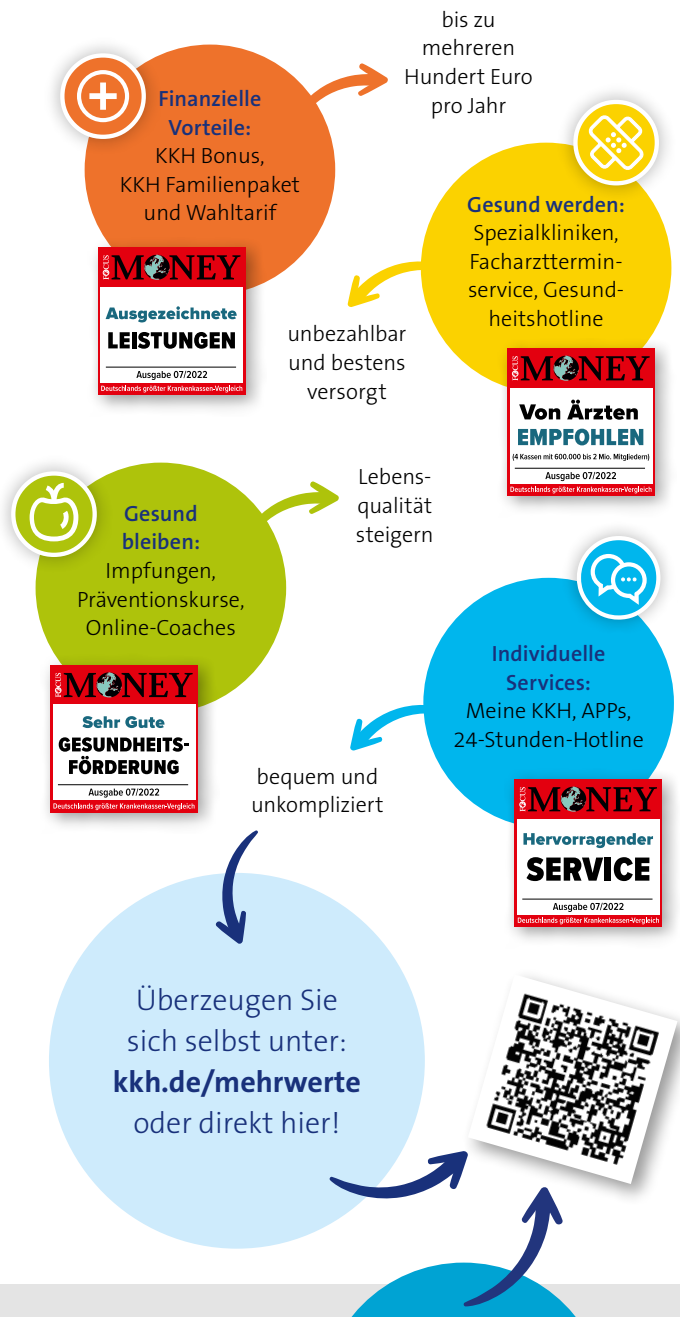 bis zu
mehreren
Hundert Euro
pro Jahr
Finanzielle
Vorteile:
KKH Bonus,
KKH Familienpaket
und Wahltarif
FOCUS
MONEY
Ausgezeichnete
LEISTUNGEN
Ausgabe 07/2022
Deutschlands größter Krankenkassen-Vergleich
Gesund werden:
Spezialkliniken,
Facharzttermin-
service, Gesund-
heitshotline
unbezahlbar
und bestens
versorgt
FOCUS
MONEY
Von Ärzten
EMPFOHLEN
(4 Kassen mit 600.000 bis 2 Mio. Mitgliedern)
Ausgabe 07/2022
Deutschlands größter Krankenkassen-Vergleich
Gesund
bleiben:
Impfungen,
Präventionskurse,
Online-Coaches
Lebens-
qualität
steigern
FOCUS
MONEY
Sehr Gute
GESUNDHEITS-
FÖRDERUNG
Ausgabe 07/2022
Deutschlands größter Krankenkassen-Vergleich
Individuelle
Services:
Meine KKH, APPs,
24-Stunden-Hotline
bequem und
unkompliziert
FOCUS
MONEY
Hervorragender
SERVICE
Ausgabe 07/2022
Deutschlands größter Krankenkassen-Vergleich
Überzeugen Sie
sich selbst unter:
kkh.de/mehrwerte
oder direkt hier!